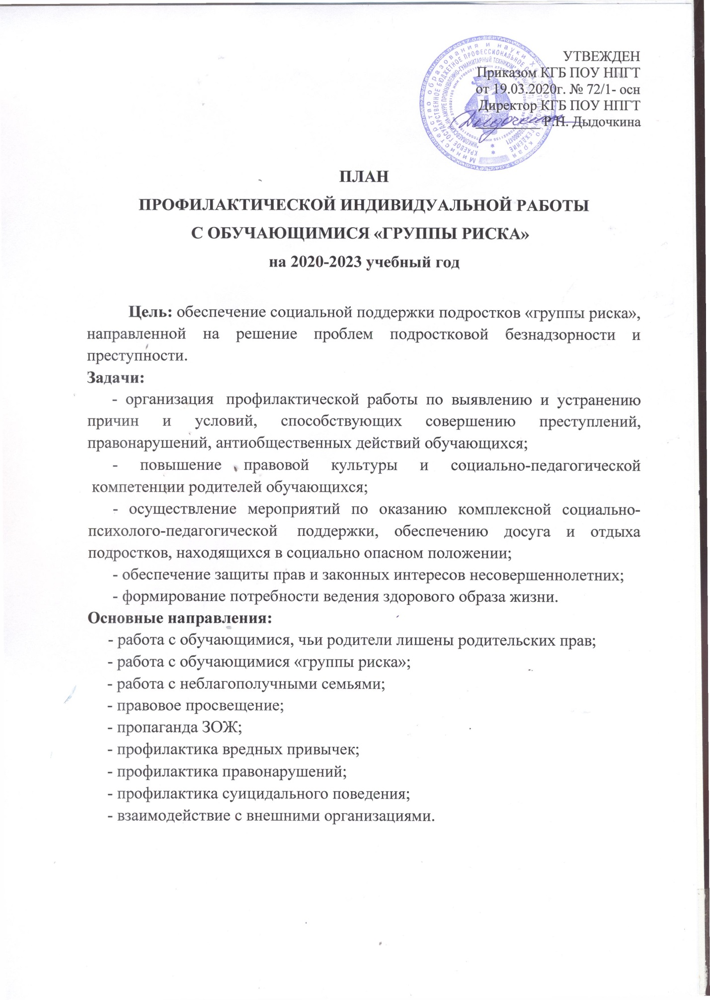 УТВЕЖДЕН
Приказом КГБ ПОУ НПГТ
от 19.03.2020г. № 72/1- осн
Директор КГБ ПОУ НПГТ
Р.Н. Дыдочкина
ПЛАН
ПРОФИЛАКТИЧЕСКОЙ ИНДИВИДУАЛЬНОЙ РАБОТЫ
С ОБУЧАЮЩИМИСЯ «ГРУППЫ РИСКА»
на 2020-2023 учебный год
Цель: обеспечение социальной поддержки подростков «группы риска»,
направленной на решение проблем подростковой безнадзорности и
преступности.
Задачи:
- организация профилактической работы по выявлению и устранению
причин и условий, способствующих совершению преступлений,
правонарушений, антиобщественных действий обучающихся;
- повышение правовой культуры и социально-педагогической
компетенции родителей обучающихся;
- осуществление мероприятий по оказанию комплексной социально-
психолого-педагогической поддержки, обеспечению досуга и отдыха
подростков, находящихся в социально опасном положении;
- обеспечение защиты прав и законных интересов несовершеннолетних;
- формирование потребности ведения здорового образа жизни.
Основные направления:
- работа с обучающимися, чьи родители лишены родительских прав;
- работа с обучающимися «группы риска»;
- работа с неблагополучными семьями;
- правовое просвещение;
- пропаганда ЗОЖ;
- профилактика вредных привычек;
- профилактика правонарушений;
- профилактика суицидального поведения;
- взаимодействие с внешними организациями.